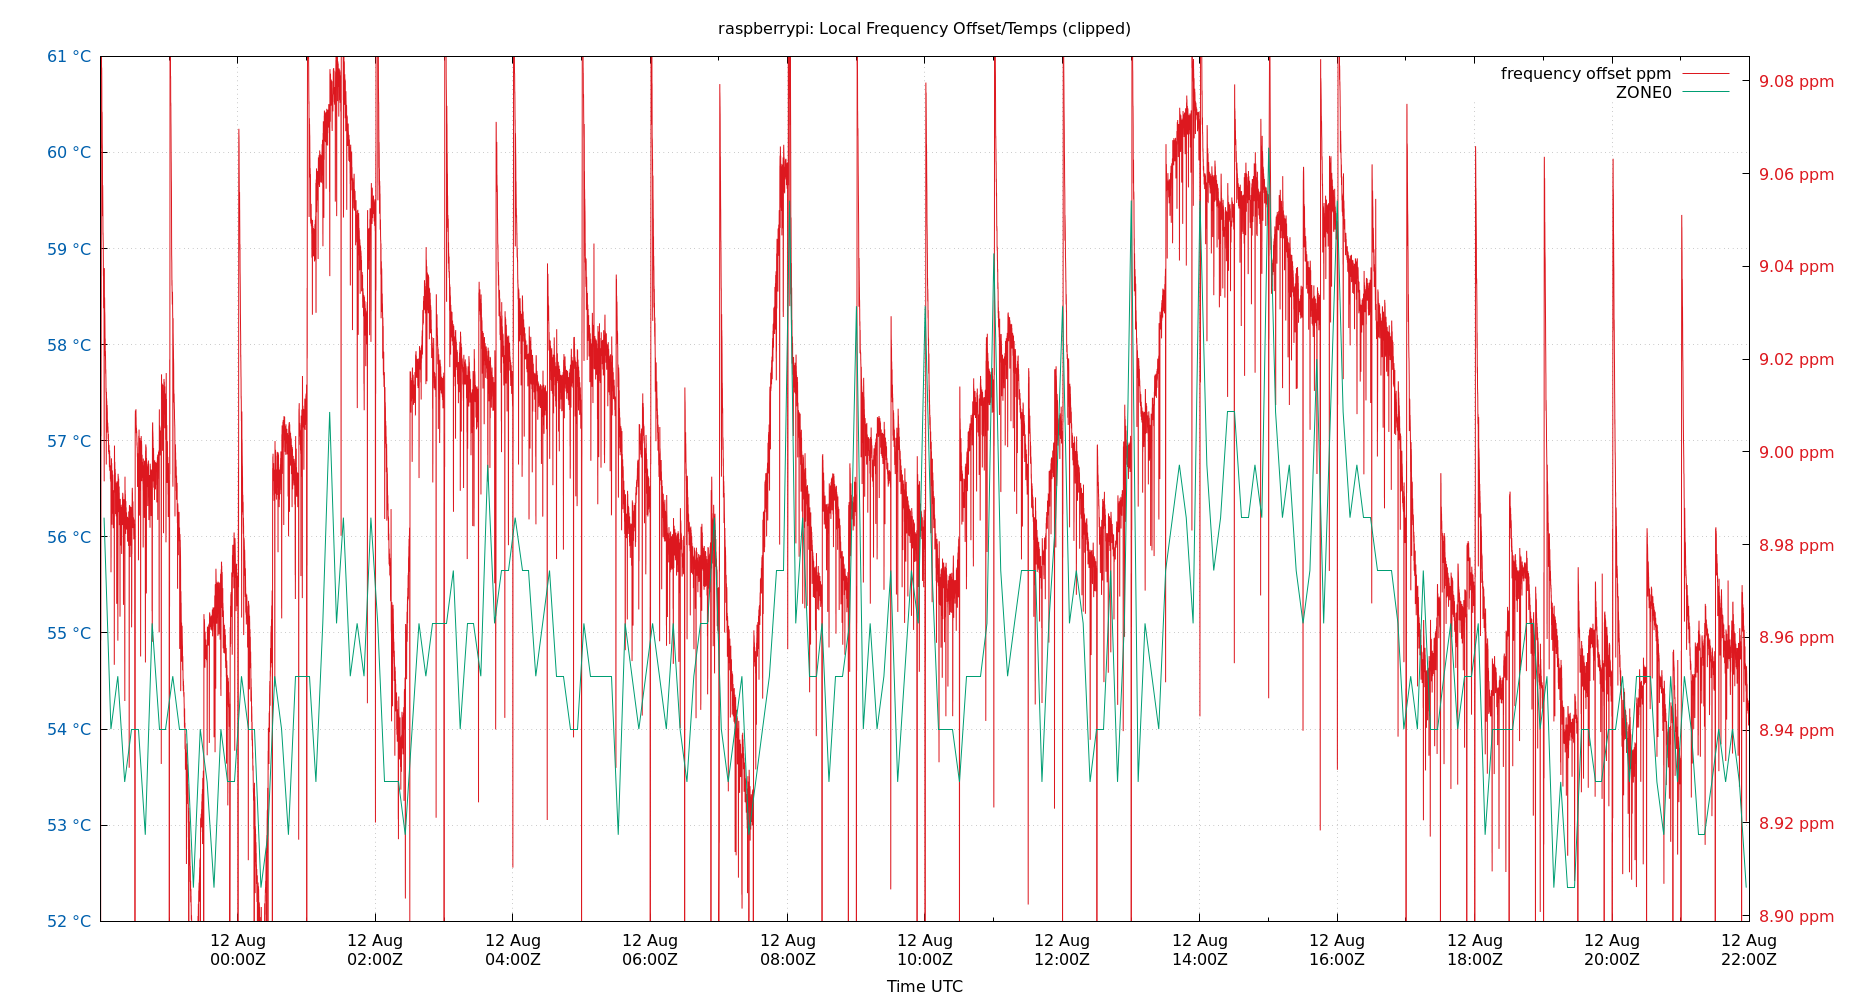 raspberrypi: Local Frequency Offset/Temps (clipped)
frequency offset ppm
ZONE0
61 °C
60 °C
59 °C
58 °C
57 °C
56 °C
55 °C
54 °C
53 °C
52 °C
9.08 ppm
9.06 ppm
9.04 ppm
9.02 ppm
9.00 ppm
8.98 ppm
8.96 ppm
8.94 ppm
8.92 ppm
8.90 ppm
12 Aug
00:00Z
12 Aug
02:00Z
12 Aug
04:00Z
12 Aug
06:00Z
12 Aug
08:00Z
12 Aug
10:00Z
12 Aug
12:00Z
12 Aug
14:00Z
12 Aug
16:00Z
12 Aug
18:00Z
12 Aug
20:00Z
12 Aug
22:00Z
Time UTC